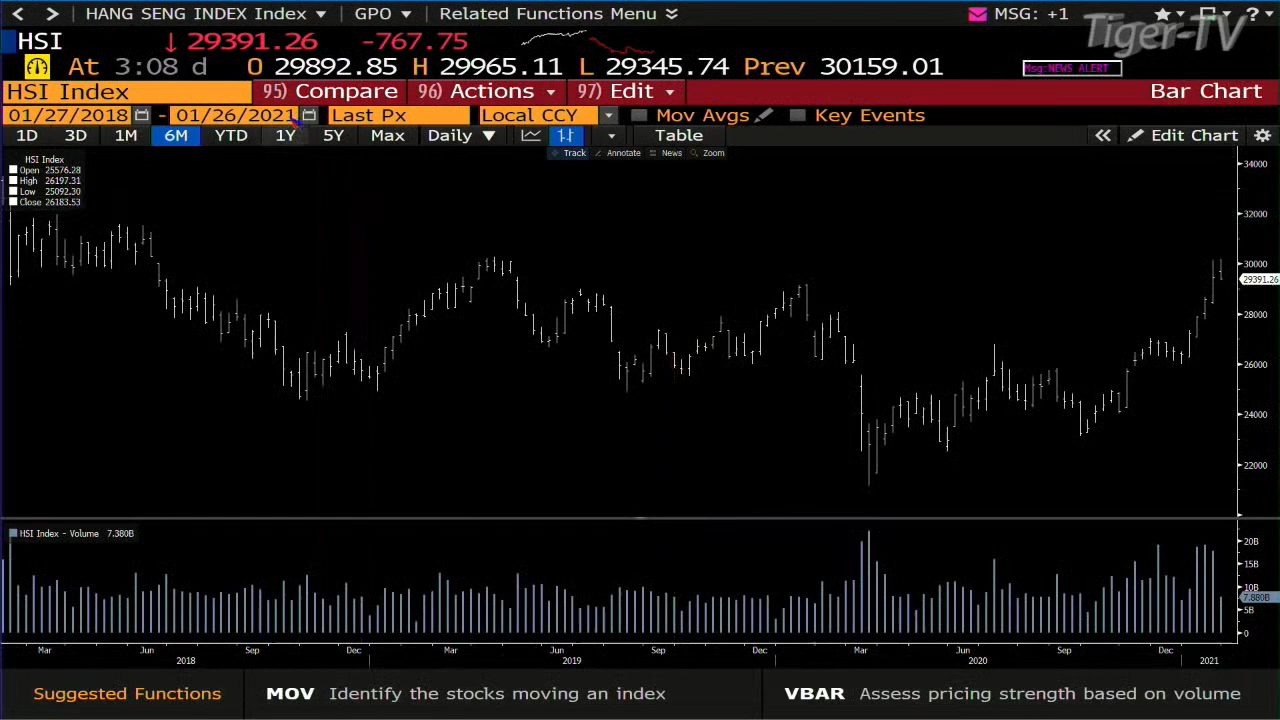 HANG SENG INDEX Index GPO Related Functions Menu MSG: +1 ?
Tiger-TV
HSI 29391.26 -767.75
At 3:08 d O 29892.85 H 29965.11 L 29345.74 Prev 30159.01
Msg:NEWS ALERT
HSI Index 95) Compare 96) Actions 97) Edit Bar Chart
01/27/2018 - 01/26/2021 Last Px Local CCY Mov Avgs Key Events
1D 3D 1M 6M YTD 1Y 5Y Max Daily Table Edit Chart
Track Annotate News Zoom
HSI Index
Open 25576.28
High 26197.31
Low 25092.30
Close 26183.53
34000
32000
30000
29391.26
28000
26000
24000
22000
HSI Index - Volume 7.380B
20B
15B
10B
7.880B
5B
0
Mar Jun Sep Dec Mar Jun Sep Dec Mar Jun Sep Dec
2018 2019 2020 2021
Suggested Functions MOV Identify the stocks moving an index VBAR Assess pricing strength based on volume